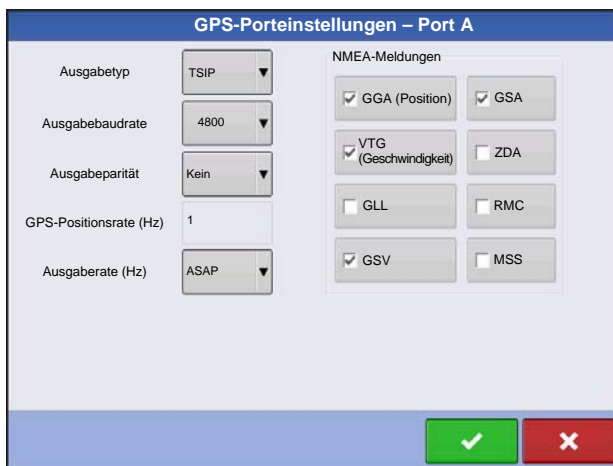 GPS-Porteinstellungen – Port A
Ausgabetyp
TSIP
Ausgabebaudrate
4800
Ausgabeparität
Kein
GPS-Positionsrate (Hz)
1
Ausgaberate (Hz)
ASAP
NMEA-Meldungen
GGA (Position)
GSA
VTG
(Geschwindigkeit)
ZDA
GLL
RMC
GSV
MSS